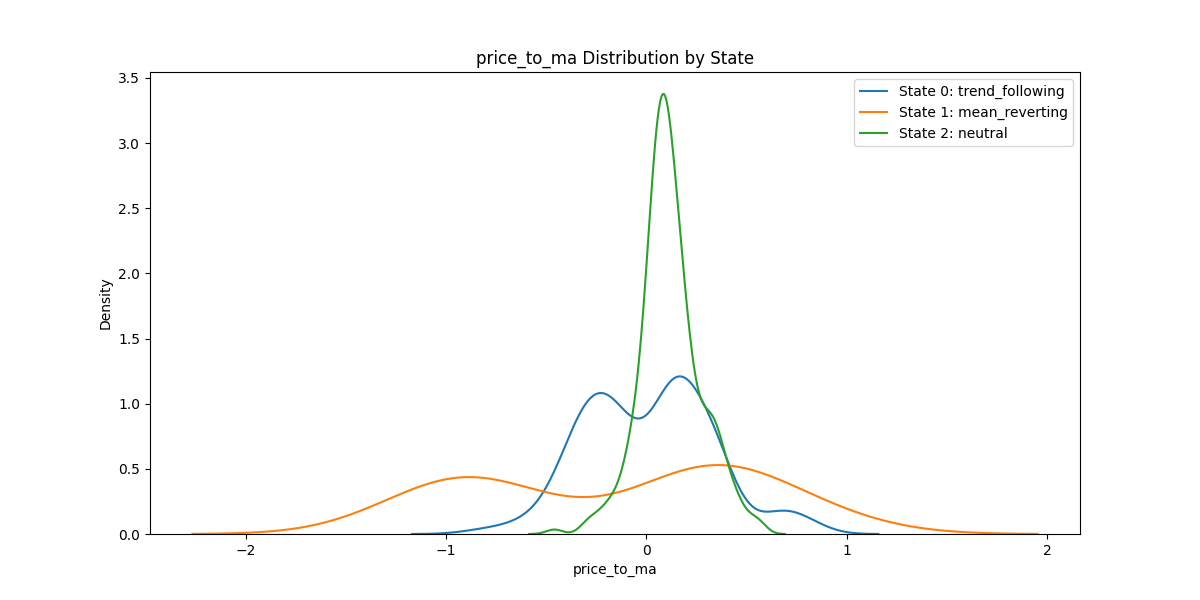 price_to_ma Distribution by State
State 0: trend_following
State 1: mean_reverting
State 2: neutral
3.5
3.0
2.5
2.0
1.5
1.0
0.5
0.0
Density
−2
−1
0
1
2
price_to_ma